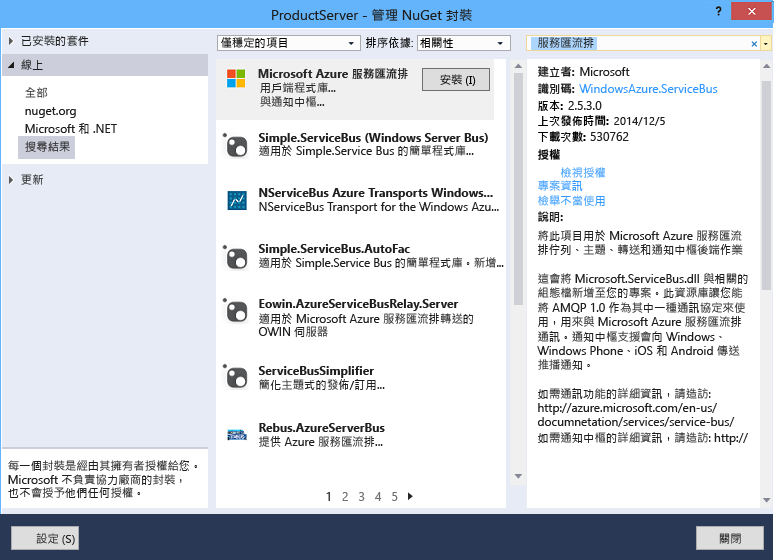 ProductServer - 管理 NuGet 封裝
?
已安裝的套件
線上
全部
nuget.org
Microsoft 和 .NET
搜尋結果
更新
每一個封裝是經由其擁有者授權給您。
Microsoft 不負責協力廠商的封裝，
也不會授予他們任何授權。
僅穩定的項目
排序依據: 相關性
Microsoft Azure 服務匯流排
用戶端程式庫...
與通知中樞...
安裝 (I)
Simple.ServiceBus (Windows Server Bus)
適用於 Simple.Service Bus 的簡單程式庫...
NServiceBus Azure Transports Windows...
NServiceBus Transport for the Windows Azu...
Simple.ServiceBus.AutoFac
適用於 Simple.Service Bus 的簡單程式庫。新增...
Eowin.AzureServiceBusRelay.Server
適用於 Microsoft Azure 服務匯流排轉送的
OWIN 伺服器
ServiceBusSimplifier
簡化主題式的發佈/訂用...
Rebus.AzureServerBus
提供 Azure 服務匯流排...
1 2 3 4 5
服務匯流排
建立者: Microsoft
識別碼: WindowsAzure.ServiceBus
版本: 2.5.3.0
上次發佈時間: 2014/12/5
下載次數: 530762
授權
檢視授權
專案資訊
檢舉不當使用
說明:
將此項目用於 Microsoft Azure 服務匯流
排佇列、主題、轉送和通知中樞後端作業
這會將 Microsoft.ServiceBus.dll 與相關的
組態檔新增至您的專案。此資源庫讓您能
將 AMQP 1.0 作為其中一種通訊協定來使
用，用來與 Microsoft Azure 服務匯流排
通訊。通知中樞支援會向 Windows、
Windows Phone、iOS 和 Android 傳送
推播通知。
如需通訊功能的詳細資訊，請造訪:
http://azure.microsoft.com/en-us/
documnetation/services/service-bus/
如需通知中樞的詳細資訊，請造訪: http://
設定 (S)
關閉